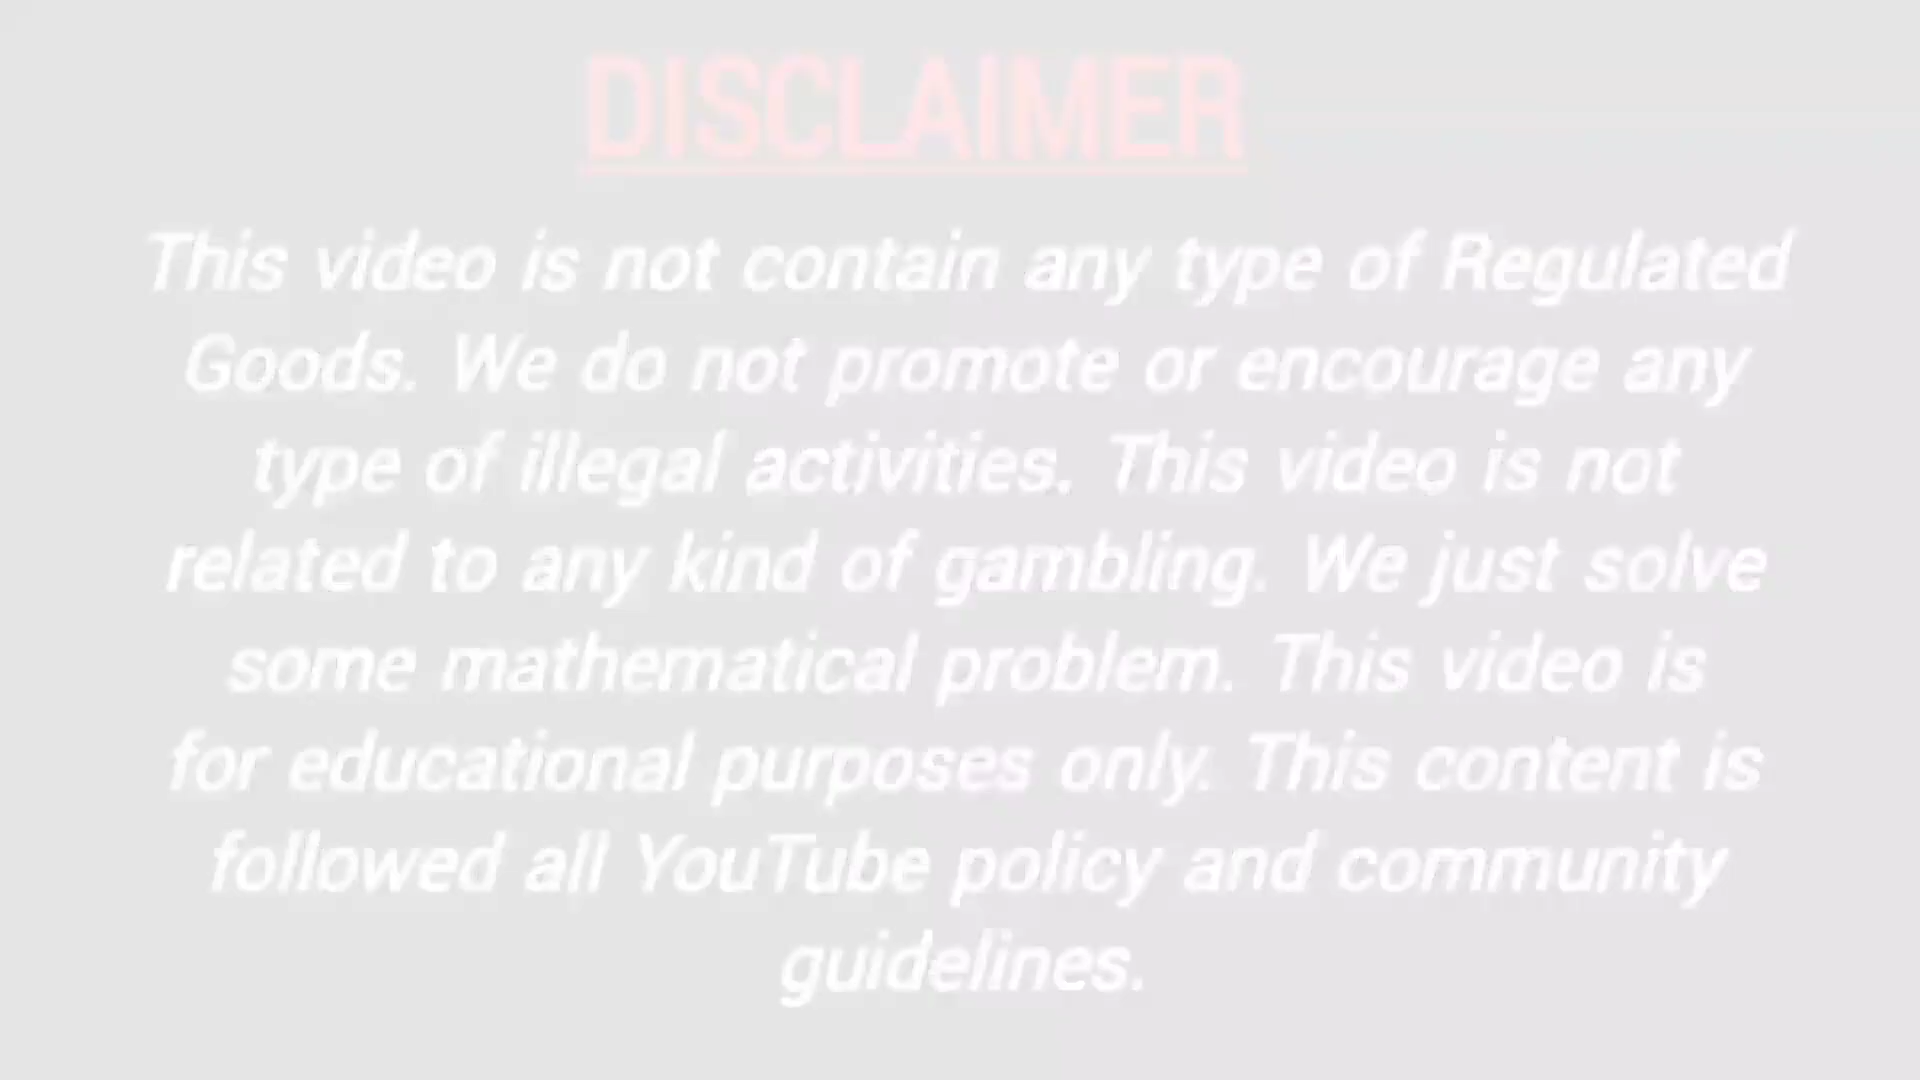 DISCLAIMER
This video is not contain any type of Regulated
Goods. We do not promote or encourage any
type of illegal activities. This video is not
related to any kind of gambling. We just solve
some mathematical problem. This video is
for educational purposes only. This content is
followed all YouTube policy and community
guidelines.